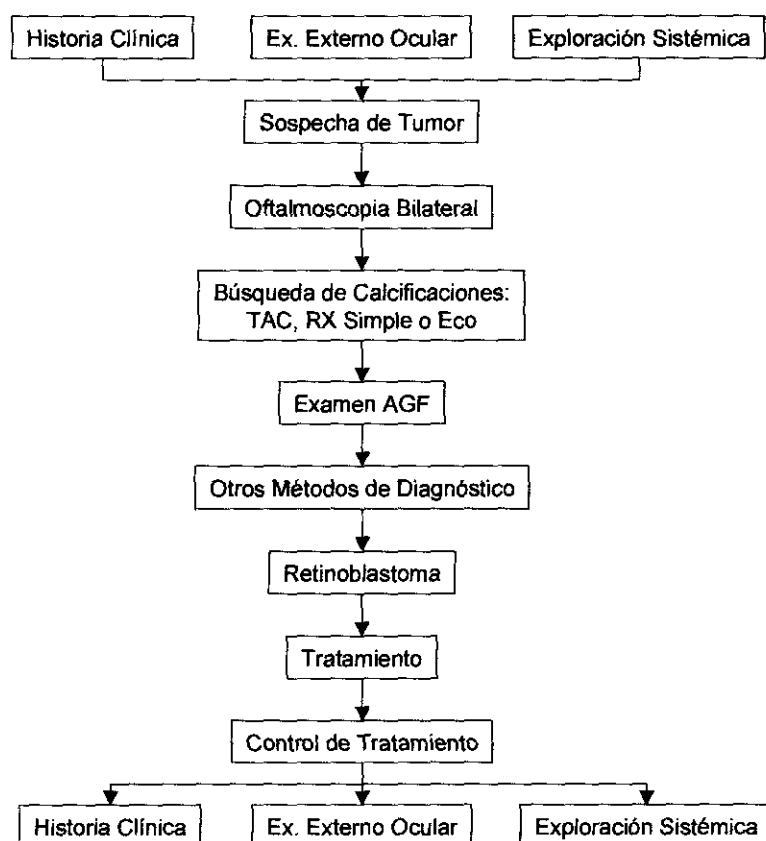 Historia Clínica
Ex. Externo Ocular
Exploración Sistémica
Sospecha de Tumor
Oftalmoscopia Bilateral
Búsqueda de Calcificaciones:
TAC, RX Simple o Eco
Examen AGF
Otros Métodos de Diagnóstico
Retinoblastoma
Tratamiento
Control de Tratamiento
Historia Clínica
Ex. Externo Ocular
Exploración Sistémica